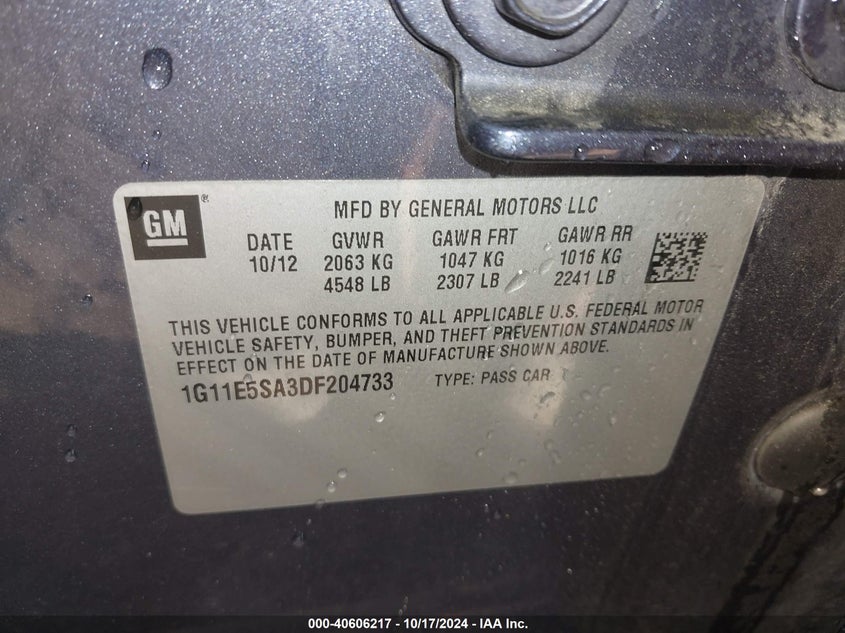 GM®
MFD BY GENERAL MOTORS LLC
DATE GVWR GAWR FRT GAWR RR
10/12 2063 KG 1047 KG 1016 KG
4548 LB 2307 LB 2241 LB
THIS VEHICLE CONFORMS TO ALL APPLICABLE U.S. FEDERAL MOTOR
VEHICLE SAFETY, BUMPER, AND THEFT PREVENTION STANDARDS IN
EFFECT ON THE DATE OF MANUFACTURE SHOWN ABOVE.
1G11E5SA3DF204733 TYPE: PASS CAR
000-40606217 - 10/17/2024 - IAA Inc.